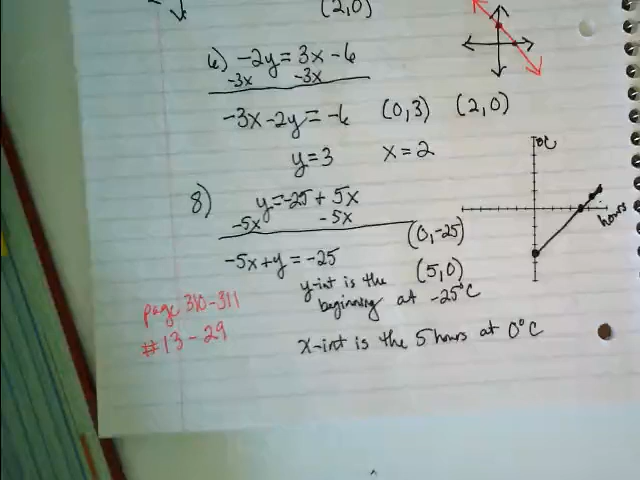 (2,0)
6) -2y = 3x - 6
-3x -3x
-3x - 2y = -6 (0,3) (2,0)
y = 3 x = 2
°C
hours
8) y = -25 + 5x
-5x -5x
-5x + y = -25
(0,-25)
(5,0)
y-int is the
beginning at -25°C
x-int is the 5 hours at 0°C
page 310-311
#13-29